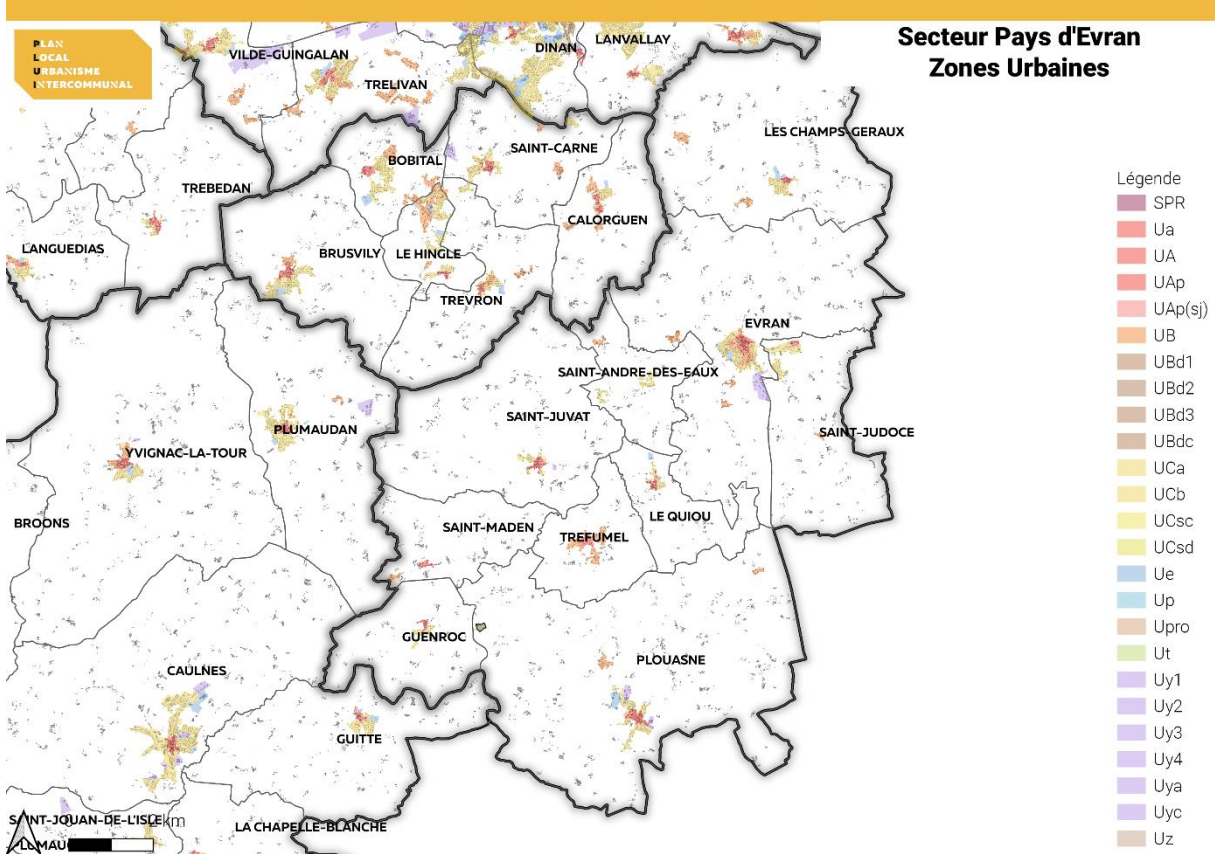 PLAN
LOCAL
URBANISME
INTERCOMMUNAL
Secteur Pays d'Evran
Zones Urbaines
VILDE-GUINGALAN
DINAN
LANVALLAY
TRELIVAN
LES CHAMPS-GERAUX
SAINT-CARNE
BOBITAL
TREBEDAN
CALORGUEN
LANGUEDIAS
BRUSVILY
LE HINGLE
TREVRON
EVRAN
SAINT-ANDRE-DES-EAUX
SAINT-JUVAT
PLUMAUDAN
SAINT-JUDOCE
YVIGNAC-LA-TOUR
BROONS
SAINT-MADEN
LE QUIOU
TREFUMEL
GUENROC
PLOUASNE
CAULNES
GUITTE
SAINT-JOUAN-DE-L'ISLE
km
LA CHAPELLE-BLANCHE
Légende
SPR
Ua
UA
UAp
UAp(sj)
UB
UBd1
UBd2
UBd3
UBdc
UCa
UCb
UCsc
UCsd
Ue
Up
Upro
Ut
Uy1
Uy2
Uy3
Uy4
Uya
Uyc
Uz